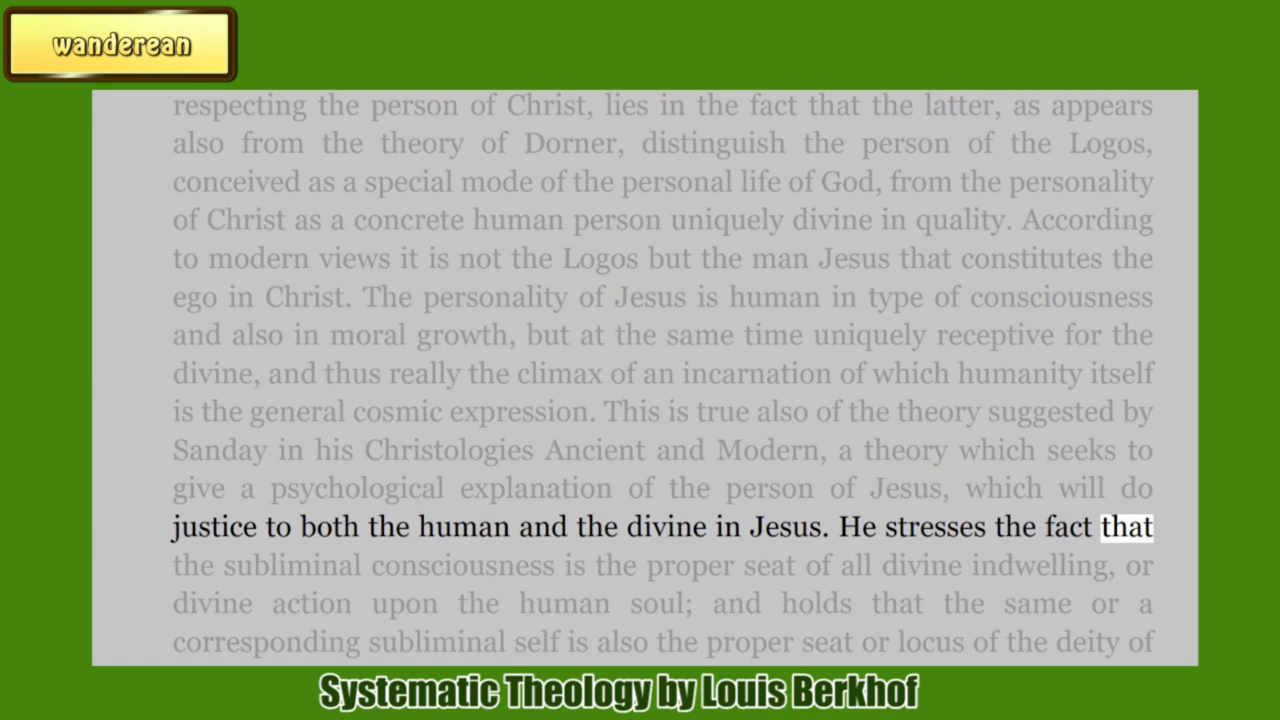 wanderean
respecting the person of Christ, lies in the fact that the latter, as appears
also from the theory of Dorner, distinguish the person of the Logos,
conceived as a special mode of the personal life of God, from the personality
of Christ as a concrete human person uniquely divine in quality. According
to modern views it is not the Logos but the man Jesus that constitutes the
ego in Christ. The personality of Jesus is human in type of consciousness
and also in moral growth, but at the same time uniquely receptive for the
divine, and thus really the climax of an incarnation of which humanity itself
is the general cosmic expression. This is true also of the theory suggested by
Sanday in his Christologies Ancient and Modern, a theory which seeks to
give a psychological explanation of the person of Jesus, which will do
justice to both the human and the divine in Jesus. He stresses the fact that
the subliminal consciousness is the proper seat of all divine indwelling, or
divine action upon the human soul; and holds that the same or a
corresponding subliminal self is also the proper seat or locus of the deity of
Systematic Theology by Louis Berkhof